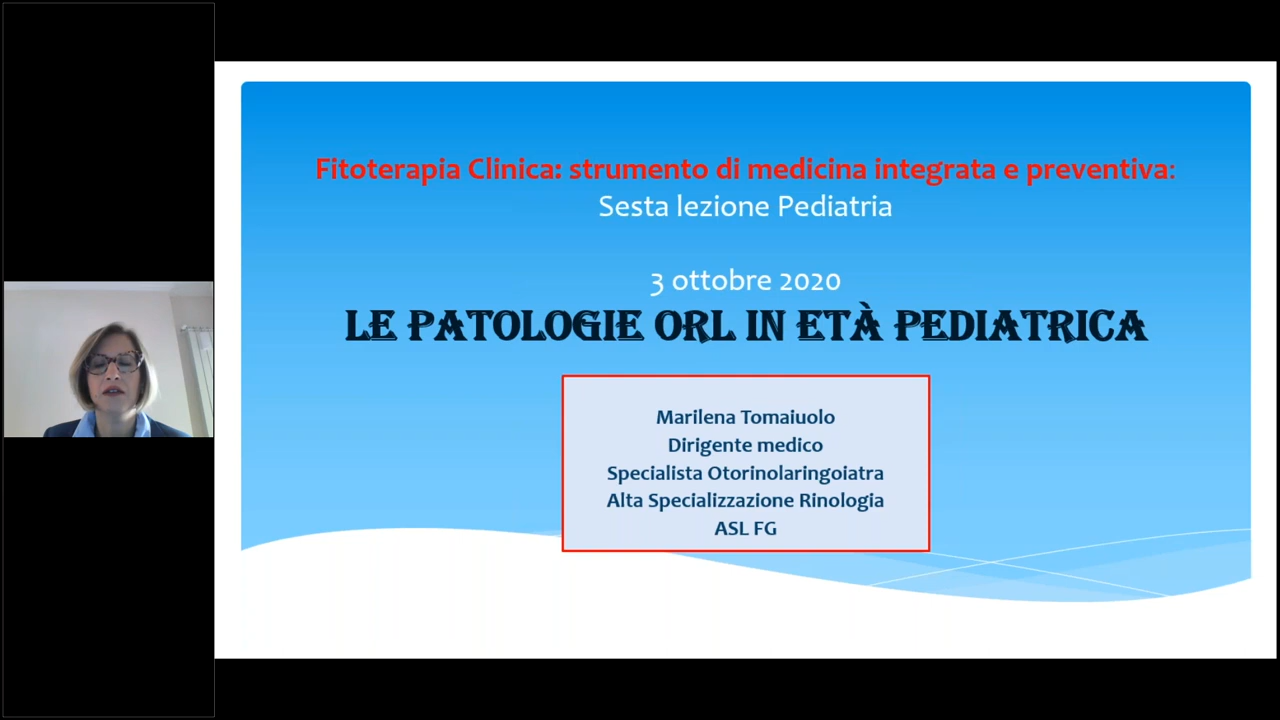 Fitoterapia Clinica: strumento di medicina integrata e preventiva:
Sesta lezione Pediatria
3 ottobre 2020
LE PATOLOGIE ORL IN ETÀ PEDIATRICA
Marilena Tomaiuolo
Dirigente medico
Specialista Otorinolaringoiatra
Alta Specializzazione Rinologia
ASL FG